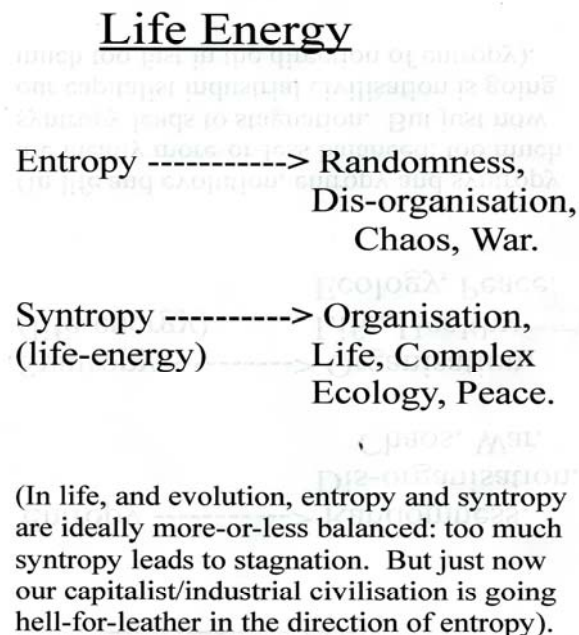 Life Energy
Entropy ----------> Randomness,
Dis-organisation,
Chaos, War.
Syntropy ---------> Organisation,
(life-energy) Life, Complex
Ecology, Peace.
(In life, and evolution, entropy and syntropy
are ideally more-or-less balanced: too much
syntropy leads to stagnation. But just now
our capitalist/industrial civilisation is going
hell-for-leather in the direction of entropy).